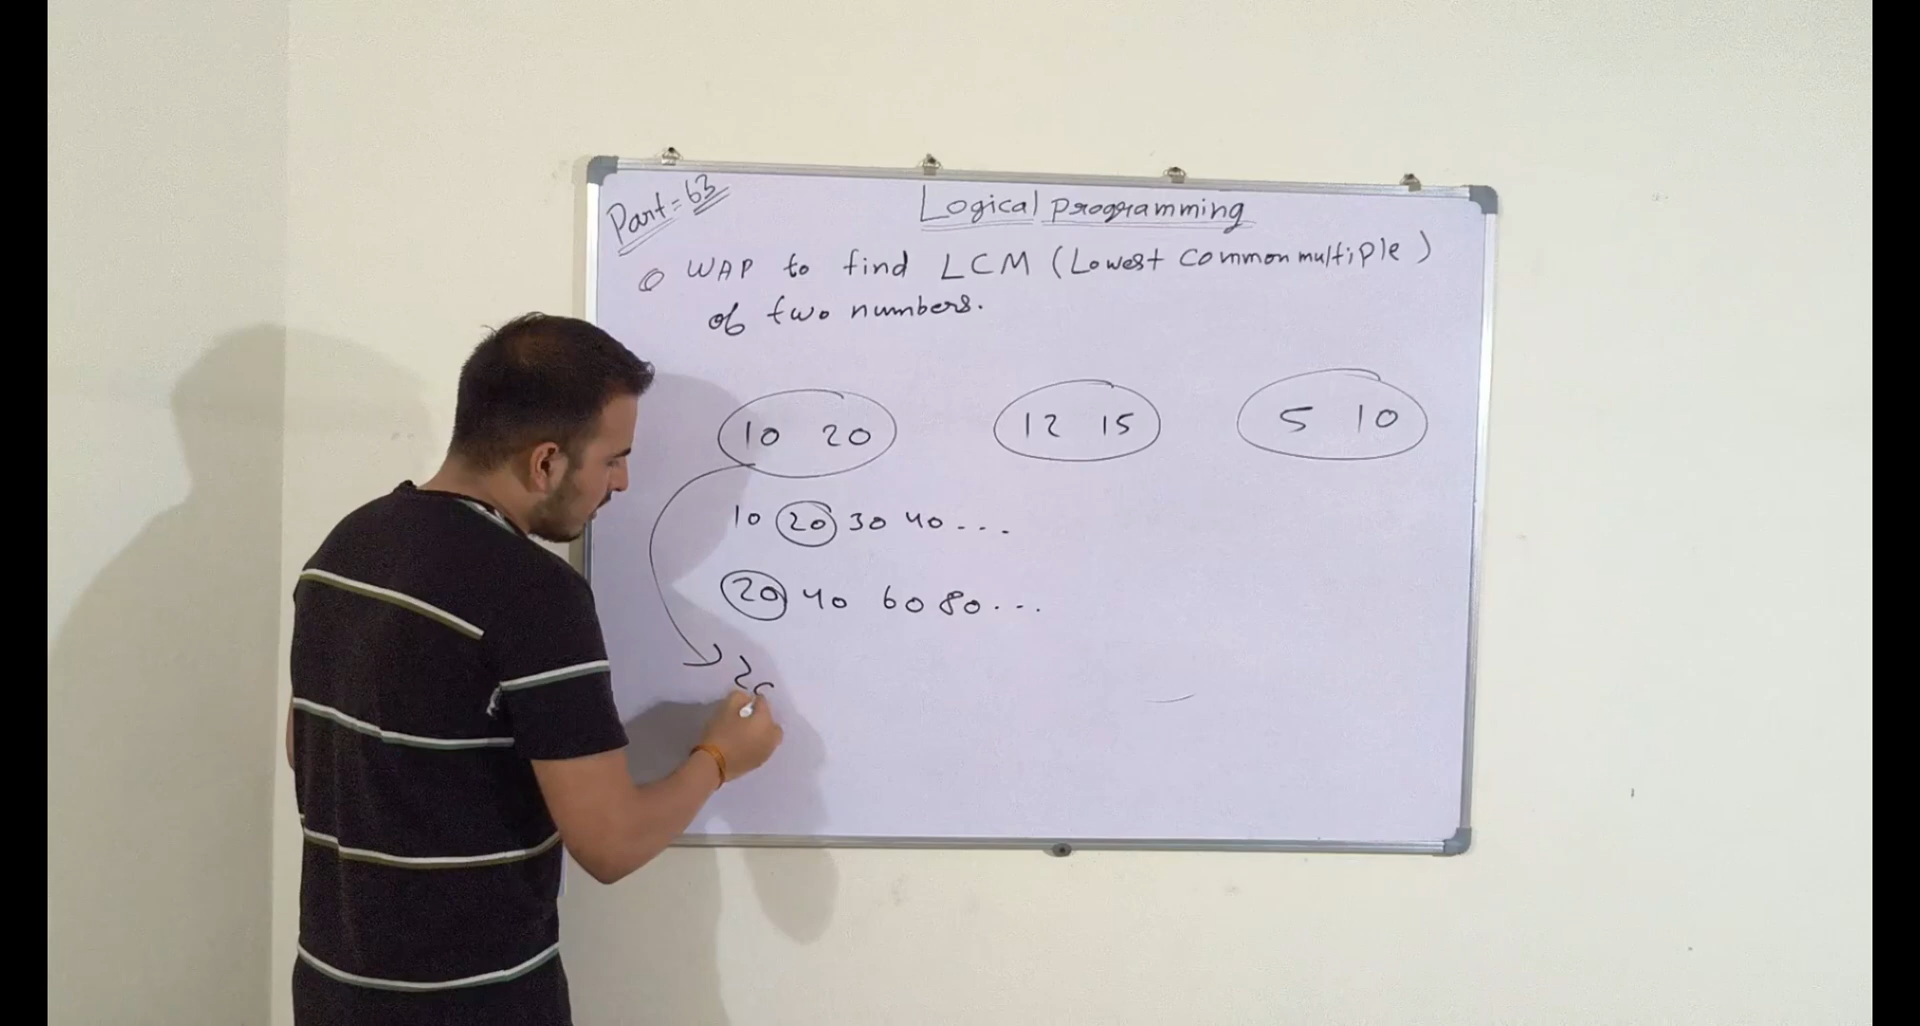 Part = 63
Logical programming
WAP to find LCM (Lowest Common multiple)
of two numbers.
10 20 12 15 5 10
10 20 30 40 ....
20 40 60 80 ....
20